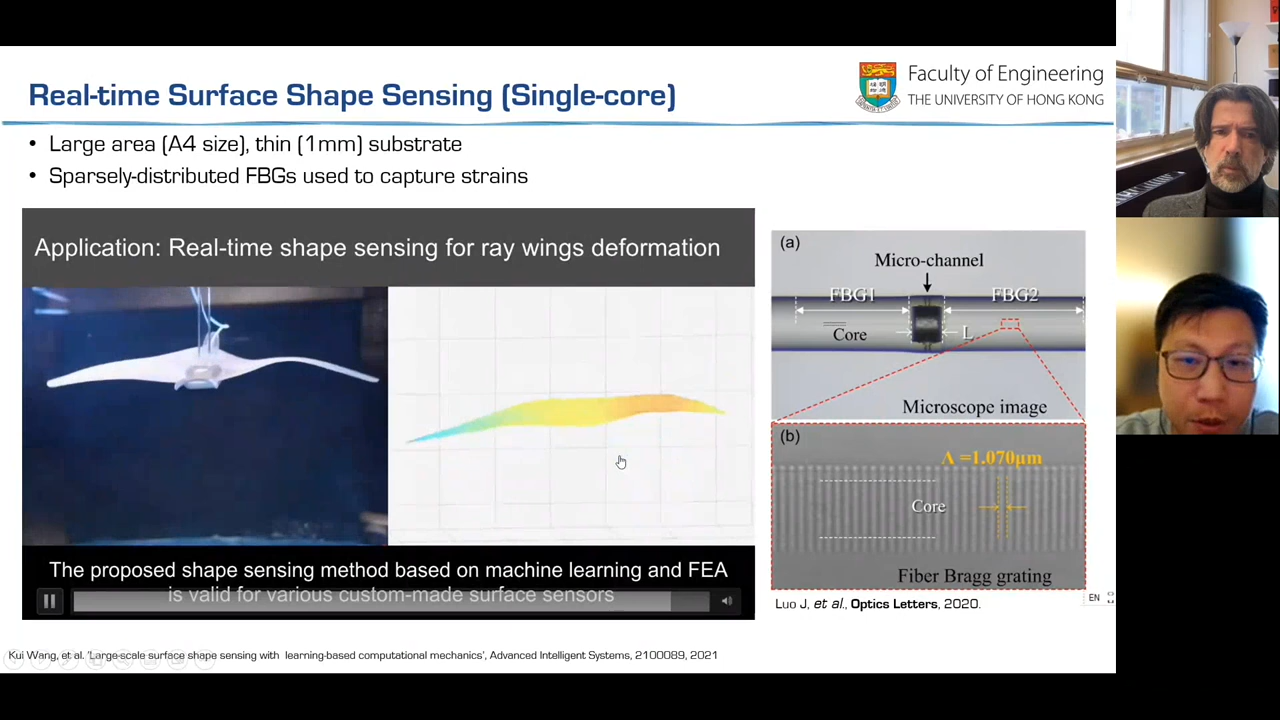 Real-time Surface Shape Sensing (Single-core)
Faculty of Engineering
THE UNIVERSITY OF HONG KONG
• Large area (A4 size), thin (1mm) substrate
• Sparsely-distributed FBGs used to capture strains
Application: Real-time shape sensing for ray wings deformation
The proposed shape sensing method based on machine learning and FEA
is valid for various custom-made surface sensors
(a)
Micro-channel
FBG1
FBG2
Core
L
Microscope image
(b)
Λ =1.070μm
Core
Fiber Bragg grating
Luo J, et al., Optics Letters, 2020.
EN
Kui Wang, et al. 'Large-scale surface shape sensing with learning-based computational mechanics', Advanced Intelligent Systems, 2100089, 2021